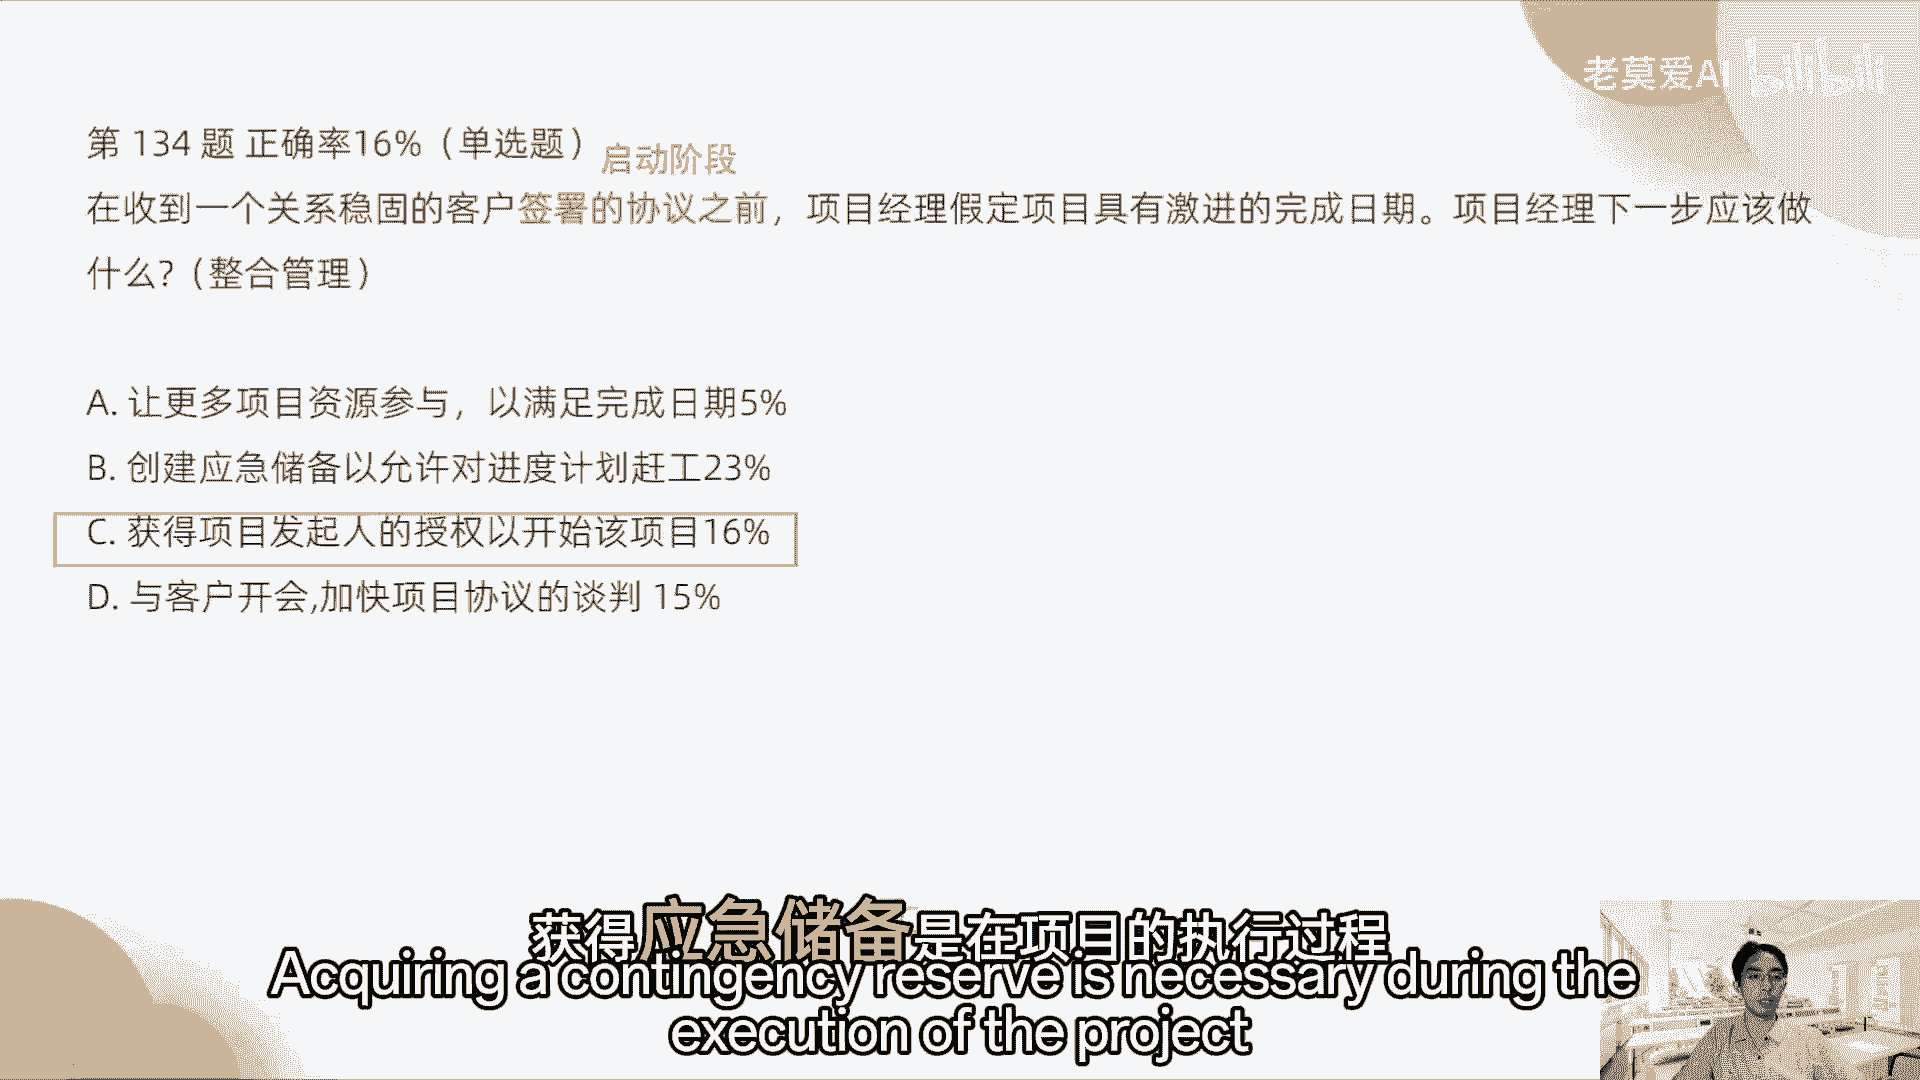 老莫爱AI bilibili
第 134 题 正确率16%（单选题）
启动阶段
在收到一个关系稳固的客户签署的协议之前，项目经理假定项目具有激进的完成日期。项目经理下一步应该做
什么?（整合管理）
A. 让更多项目资源参与，以满足完成日期5%
B. 创建应急储备以允许对进度计划赶工23%
C. 获得项目发起人的授权以开始该项目16%
D. 与客户开会,加快项目协议的谈判 15%
获得应急储备是在项目的执行过程
Acquiring a contingency reserve is necessary during the
execution of the project